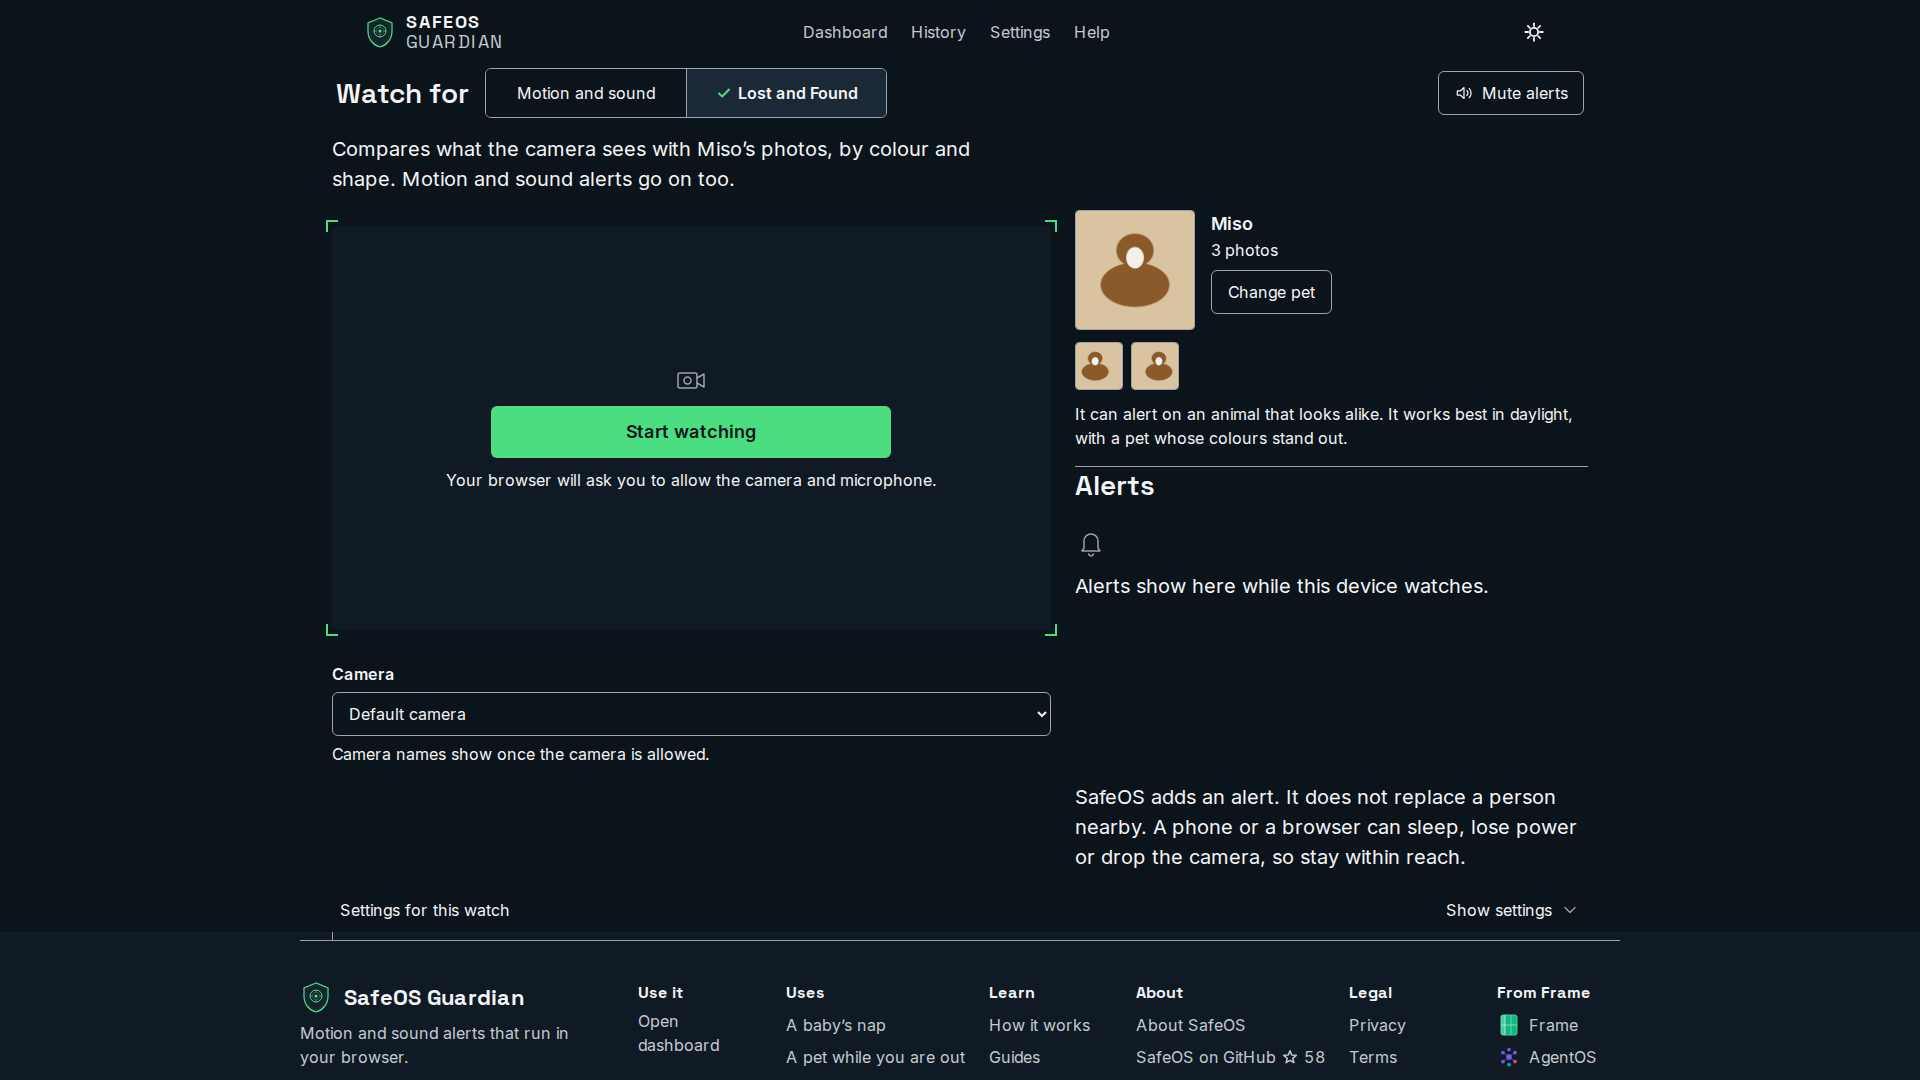 SAFEOS
GUARDIAN
Dashboard
History
Settings
Help
Watch for
Motion and sound
Lost and Found
Mute alerts
Compares what the camera sees with Miso’s photos, by colour and
shape. Motion and sound alerts go on too.
Start watching
Your browser will ask you to allow the camera and microphone.
Camera
Default camera
Camera names show once the camera is allowed.
Miso
3 photos
Change pet
It can alert on an animal that looks alike. It works best in daylight,
with a pet whose colours stand out.
Alerts
Alerts show here while this device watches.
SafeOS adds an alert. It does not replace a person
nearby. A phone or a browser can sleep, lose power
or drop the camera, so stay within reach.
Settings for this watch
Show settings
SafeOS Guardian
Motion and sound alerts that run in
your browser.
Use it
Open
dashboard
Uses
A baby’s nap
A pet while you are out
Learn
How it works
Guides
About
About SafeOS
SafeOS on GitHub ☆ 58
Legal
Privacy
Terms
From Frame
Frame
AgentOS